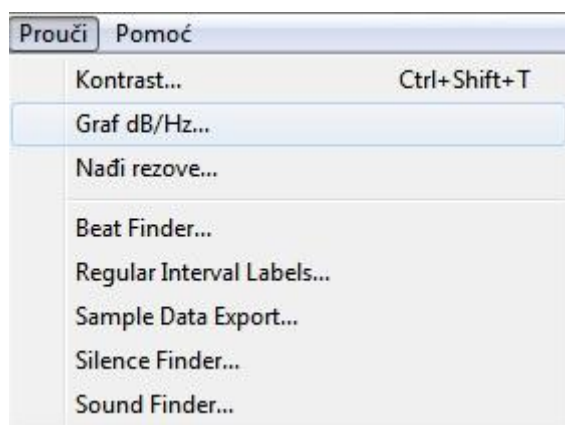 Prouči Pomoć
Kontrast... Ctrl+Shift+T
Graf dB/Hz...
Nađi rezove...
Beat Finder...
Regular Interval Labels...
Sample Data Export...
Silence Finder...
Sound Finder...